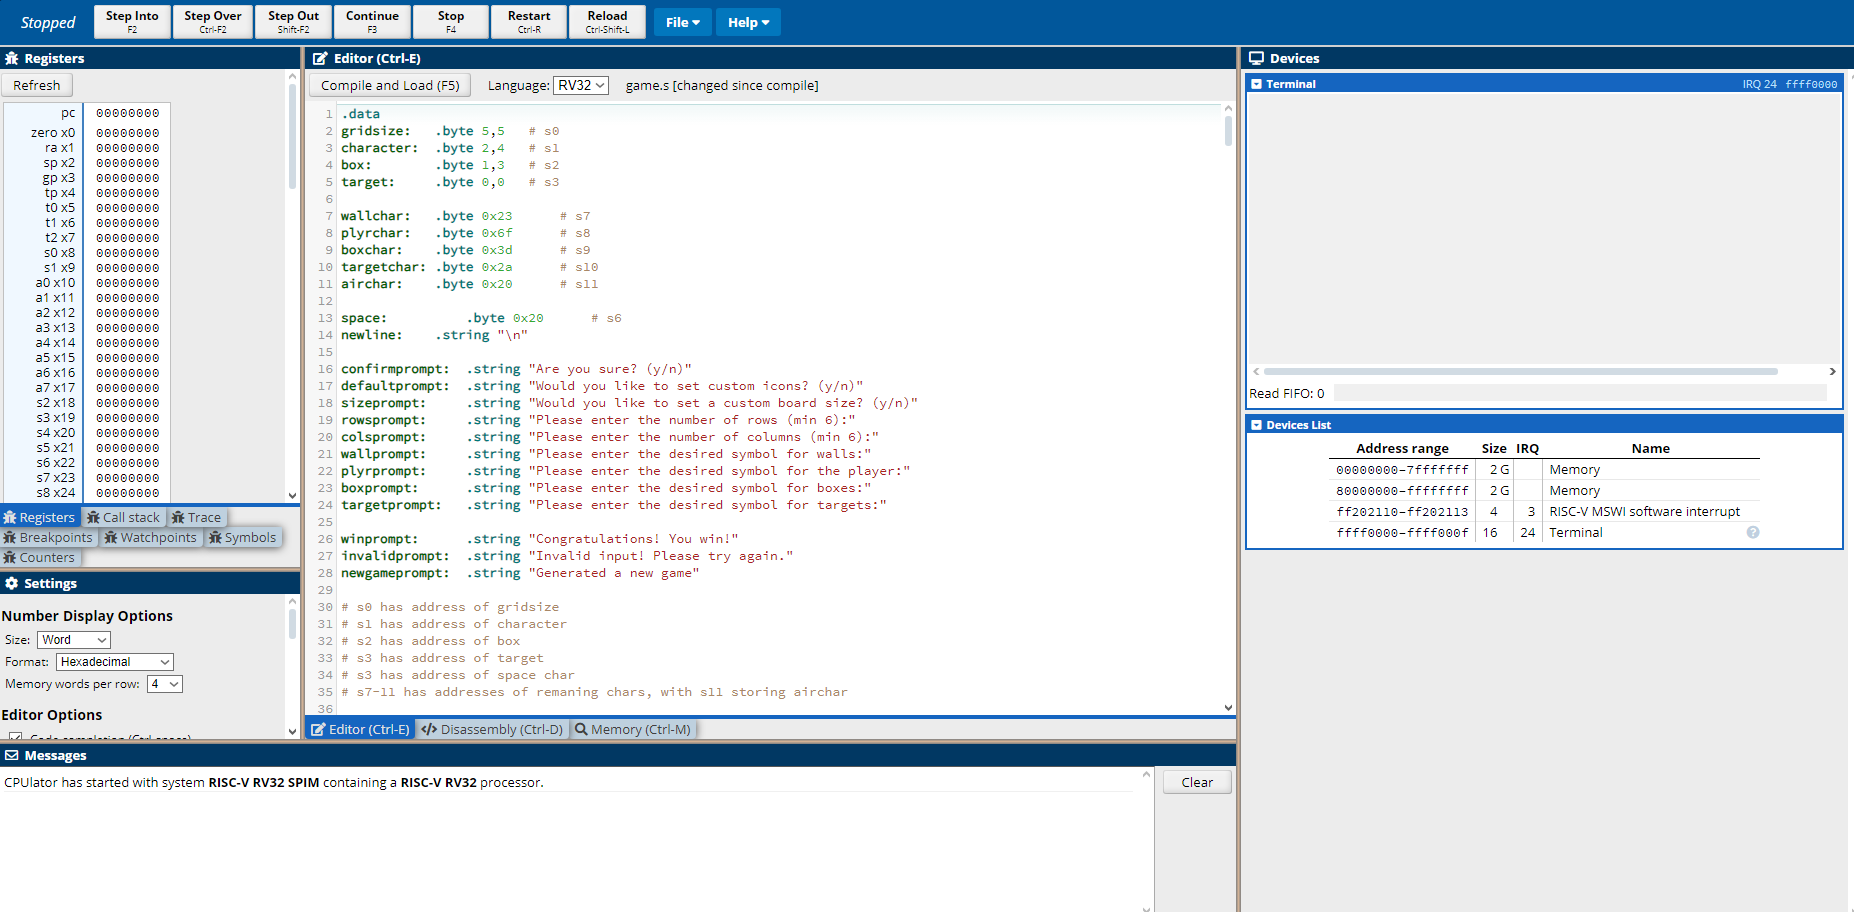 Stopped
Step Into
F2
Step Over
Ctrl-F2
Step Out
Shift-F2
Continue
F3
Stop
F4
Restart
Ctrl-R
Reload
Ctrl-Shift-L
File
Help
Registers
Refresh
pc 00000000
zero x0 00000000
ra x1 00000000
sp x2 00000000
gp x3 00000000
tp x4 00000000
t0 x5 00000000
t1 x6 00000000
t2 x7 00000000
s0 x8 00000000
s1 x9 00000000
a0 x10 00000000
a1 x11 00000000
a2 x12 00000000
a3 x13 00000000
a4 x14 00000000
a5 x15 00000000
a6 x16 00000000
a7 x17 00000000
s2 x18 00000000
s3 x19 00000000
s4 x20 00000000
s5 x21 00000000
s6 x22 00000000
s7 x23 00000000
s8 x24 00000000
Registers Call stack Trace
Breakpoints Watchpoints Symbols
Counters
Settings
Number Display Options
Size: Word
Format: Hexadecimal
Memory words per row: 4
Editor Options
Code completion (Ctrl-space)
Editor (Ctrl-E)
Compile and Load (F5) Language: RV32 game.s [changed since compile]
1 .data
2 gridsize: .byte 5,5 # s0
3 character: .byte 2,4 # s1
4 box: .byte 1,3 # s2
5 target: .byte 0,0 # s3
6
7 wallchar: .byte 0x23 # s7
8 plyrchar: .byte 0x6f # s8
9 boxchar: .byte 0x3d # s9
10 targetchar: .byte 0x2a # s10
11 airchar: .byte 0x20 # s11
12
13 space: .byte 0x20 # s6
14 newline: .string "\n"
15
16 confirmprompt: .string "Are you sure? (y/n)"
17 defaultprompt: .string "Would you like to set custom icons? (y/n)"
18 sizeprompt: .string "Would you like to set a custom board size? (y/n)"
19 rowsprompt: .string "Please enter the number of rows (min 6):"
20 colsprompt: .string "Please enter the number of columns (min 6):"
21 wallprompt: .string "Please enter the desired symbol for walls:"
22 plyrprompt: .string "Please enter the desired symbol for the player:"
23 boxprompt: .string "Please enter the desired symbol for boxes:"
24 targetprompt: .string "Please enter the desired symbol for targets:"
25
26 winprompt: .string "Congratulations! You win!"
27 invalidprompt: .string "Invalid input! Please try again."
28 newgameprompt: .string "Generated a new game"
29
30 # s0 has address of gridsize
31 # s1 has address of character
32 # s2 has address of box
33 # s3 has address of target
34 # s3 has address of space char
35 # s7-11 has addresses of remaning chars, with s11 storing airchar
36
Editor (Ctrl-E) Disassembly (Ctrl-D) Memory (Ctrl-M)
Messages
CPUlator has started with system RISC-V RV32 SPIM containing a RISC-V RV32 processor.
Clear
Devices
Terminal IRQ 24 ffff0000
Read FIFO: 0
Devices List
Address range Size IRQ Name
00000000-7fffffff 2 G Memory
80000000-ffffffff 2 G Memory
ff202110-ff202113 4 3 RISC-V MSWI software interrupt
ffff0000-ffff000f 16 24 Terminal ?